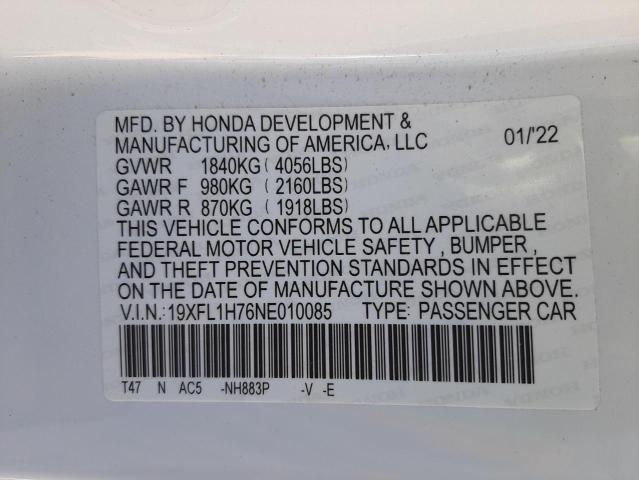 MFD. BY HONDA DEVELOPMENT &
MANUFACTURING OF AMERICA, LLC 01/'22
GVWR 1840KG ( 4056LBS)
GAWR F 980KG ( 2160LBS)
GAWR R 870KG ( 1918LBS)
THIS VEHICLE CONFORMS TO ALL APPLICABLE
FEDERAL MOTOR VEHICLE SAFETY , BUMPER ,
AND THEFT PREVENTION STANDARDS IN EFFECT
ON THE DATE OF MANUFACTURE SHOWN ABOVE.
V.I.N.: 19XFL1H76NE010085 TYPE: PASSENGER CAR
T47 N AC5 -NH883P -V -E